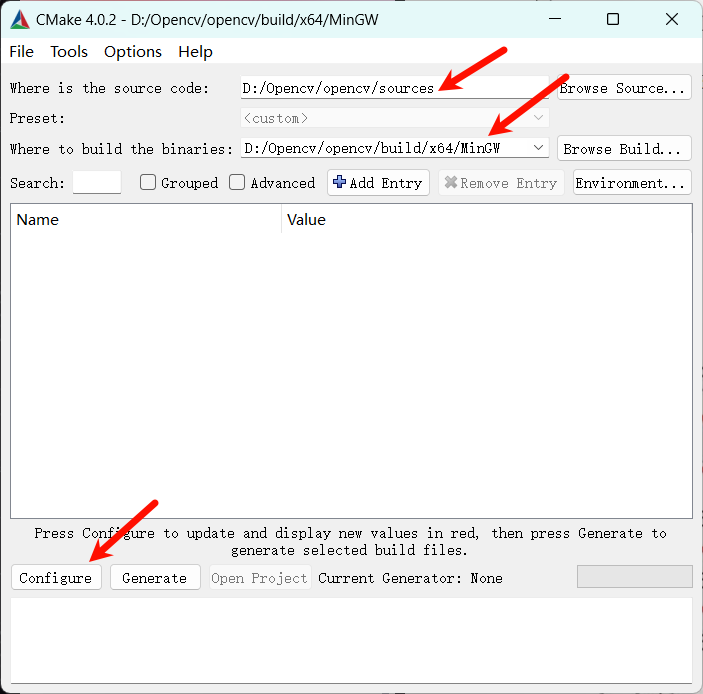 CMake 4.0.2 - D:/Opencv/opencv/build/x64/MinGW
File Tools Options Help
Where is the source code: D:/Opencv/opencv/sources Browse Source...
Preset: <custom>
Where to build the binaries: D:/Opencv/opencv/build/x64/MinGW Browse Build...
Search: Grouped Advanced Add Entry Remove Entry Environment...
Name Value
Press Configure to update and display new values in red, then press Generate to
generate selected build files.
Configure Generate Open Project Current Generator: None